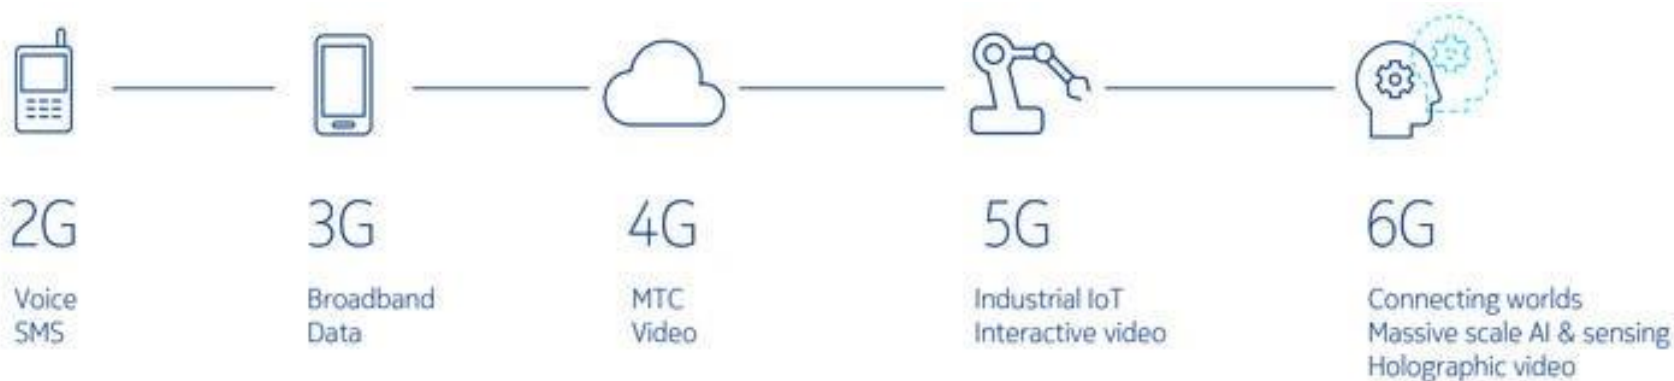 2G
Voice
SMS
3G
Broadband
Data
4G
MTC
Video
5G
Industrial IoT
Interactive video
6G
Connecting worlds
Massive scale AI & sensing
Holographic video